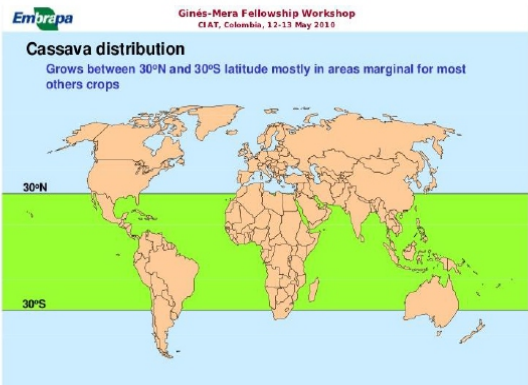 Embrapa
Ginés-Mera Fellowship Workshop
CIAT, Colombia, 12-13 May 2010
Cassava distribution
Grows between 30ºN and 30ºS latitude mostly in areas marginal for most
others crops
30ºN
30ºS